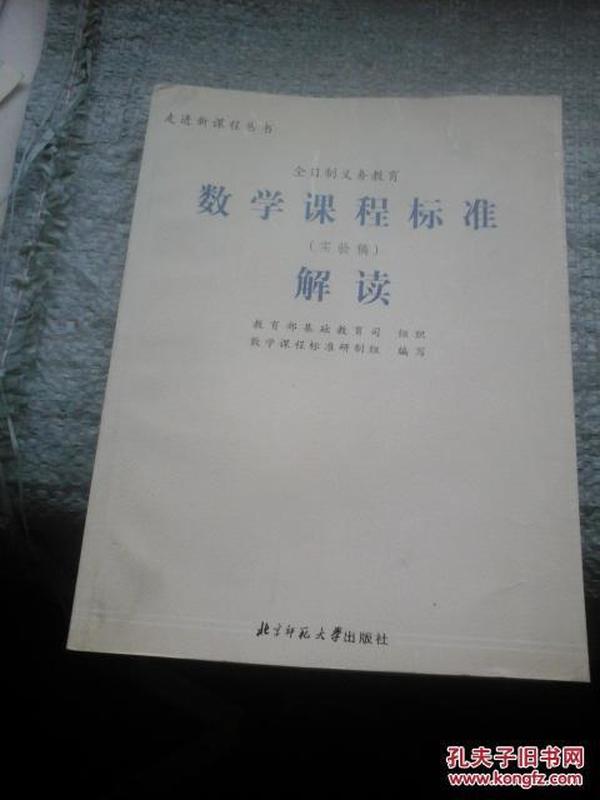 走进新课程丛书
全日制义务教育
数学课程标准
(实验稿)
解读
教育部基础教育司 组织
数学课程标准研制组 编写
北京师范大学出版社
孔夫子旧书网
www.kongfz.com